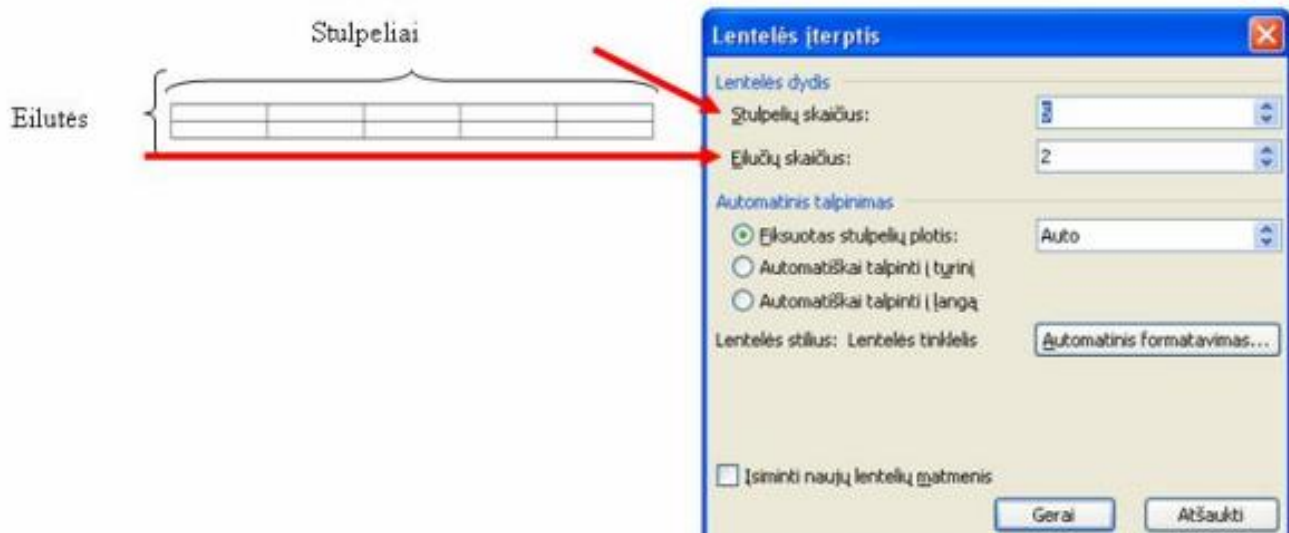 Stulpeliai
Eilutės
Lentelės įterptis
Lentelės dydis
Stulpelių skaičius: 5
Eilučių skaičius: 2
Automatinis talpinimas
Fiksuotas stulpelių plotis: Auto
Automatiškai talpinti į turinį
Automatiškai talpinti į langą
Lentelės stilius: Lentelės tinklelis Automatinis formatavimas...
Įsiminti naujų lentelių matmenis
Gerai Atšaukti